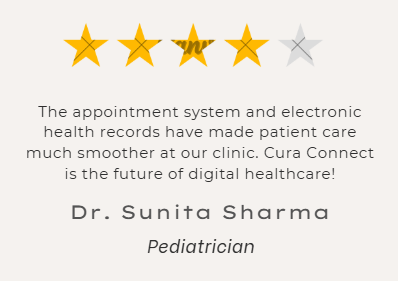 The appointment system and electronic
health records have made patient care
much smoother at our clinic. Cura Connect
is the future of digital healthcare!
Dr. Sunita Sharma
Pediatrician